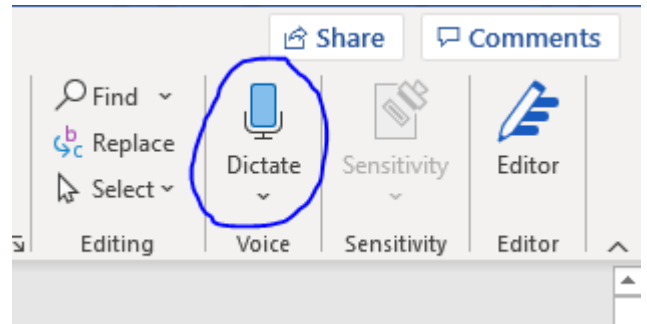 Share Comments
Find
Replace
Select
Dictate
Sensitivity
Editor
Editing Voice Sensitivity Editor